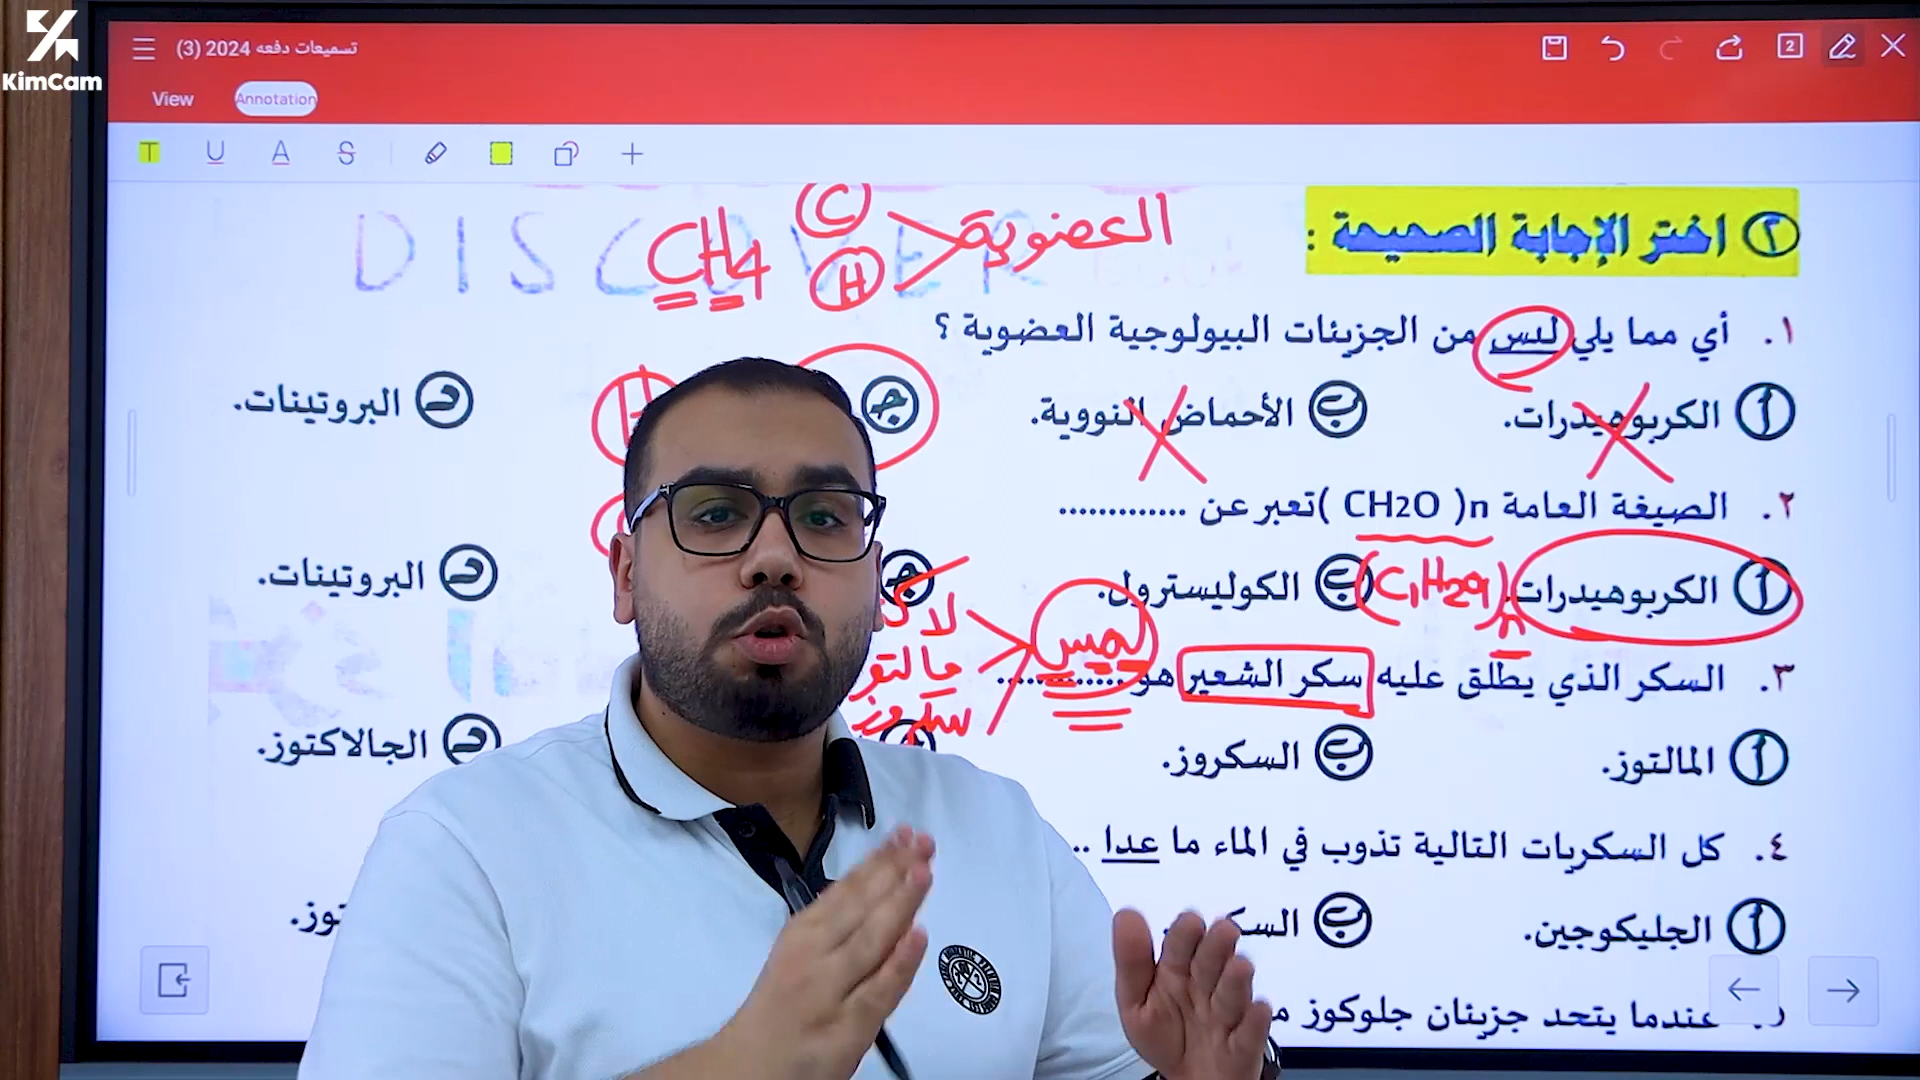 KimCam
تسميعات دفعه 2024 (3)
2
View
Annotation
T U A S
DISCOVER
CH4
C
H
العضوية
٢ اختر الإجابة الصحيحة :
١. أي مما يلي ليس من الجزيئات البيولوجية العضوية ؟
أ الكربوهيدرات.
ب الأحماض النووية.
ج
د البروتينات.
H
٢. الصيغة العامة CH2O )n )تعبر عن .............
أ الكربوهيدرات.
(C1H2O1)n
ب الكوليسترول.
ج
د البروتينات.
لمس
مالتو
سكروز
٣. السكر الذي يطلق عليه سكر الشعير هو .............
أ المالتوز.
ب السكروز.
د الجالاكتوز.
٤. كل السكريات التالية تذوب في الماء ما عدا ..
أ الجليكوجين.
ب
عندما يتحد جزيئان جلوكوز